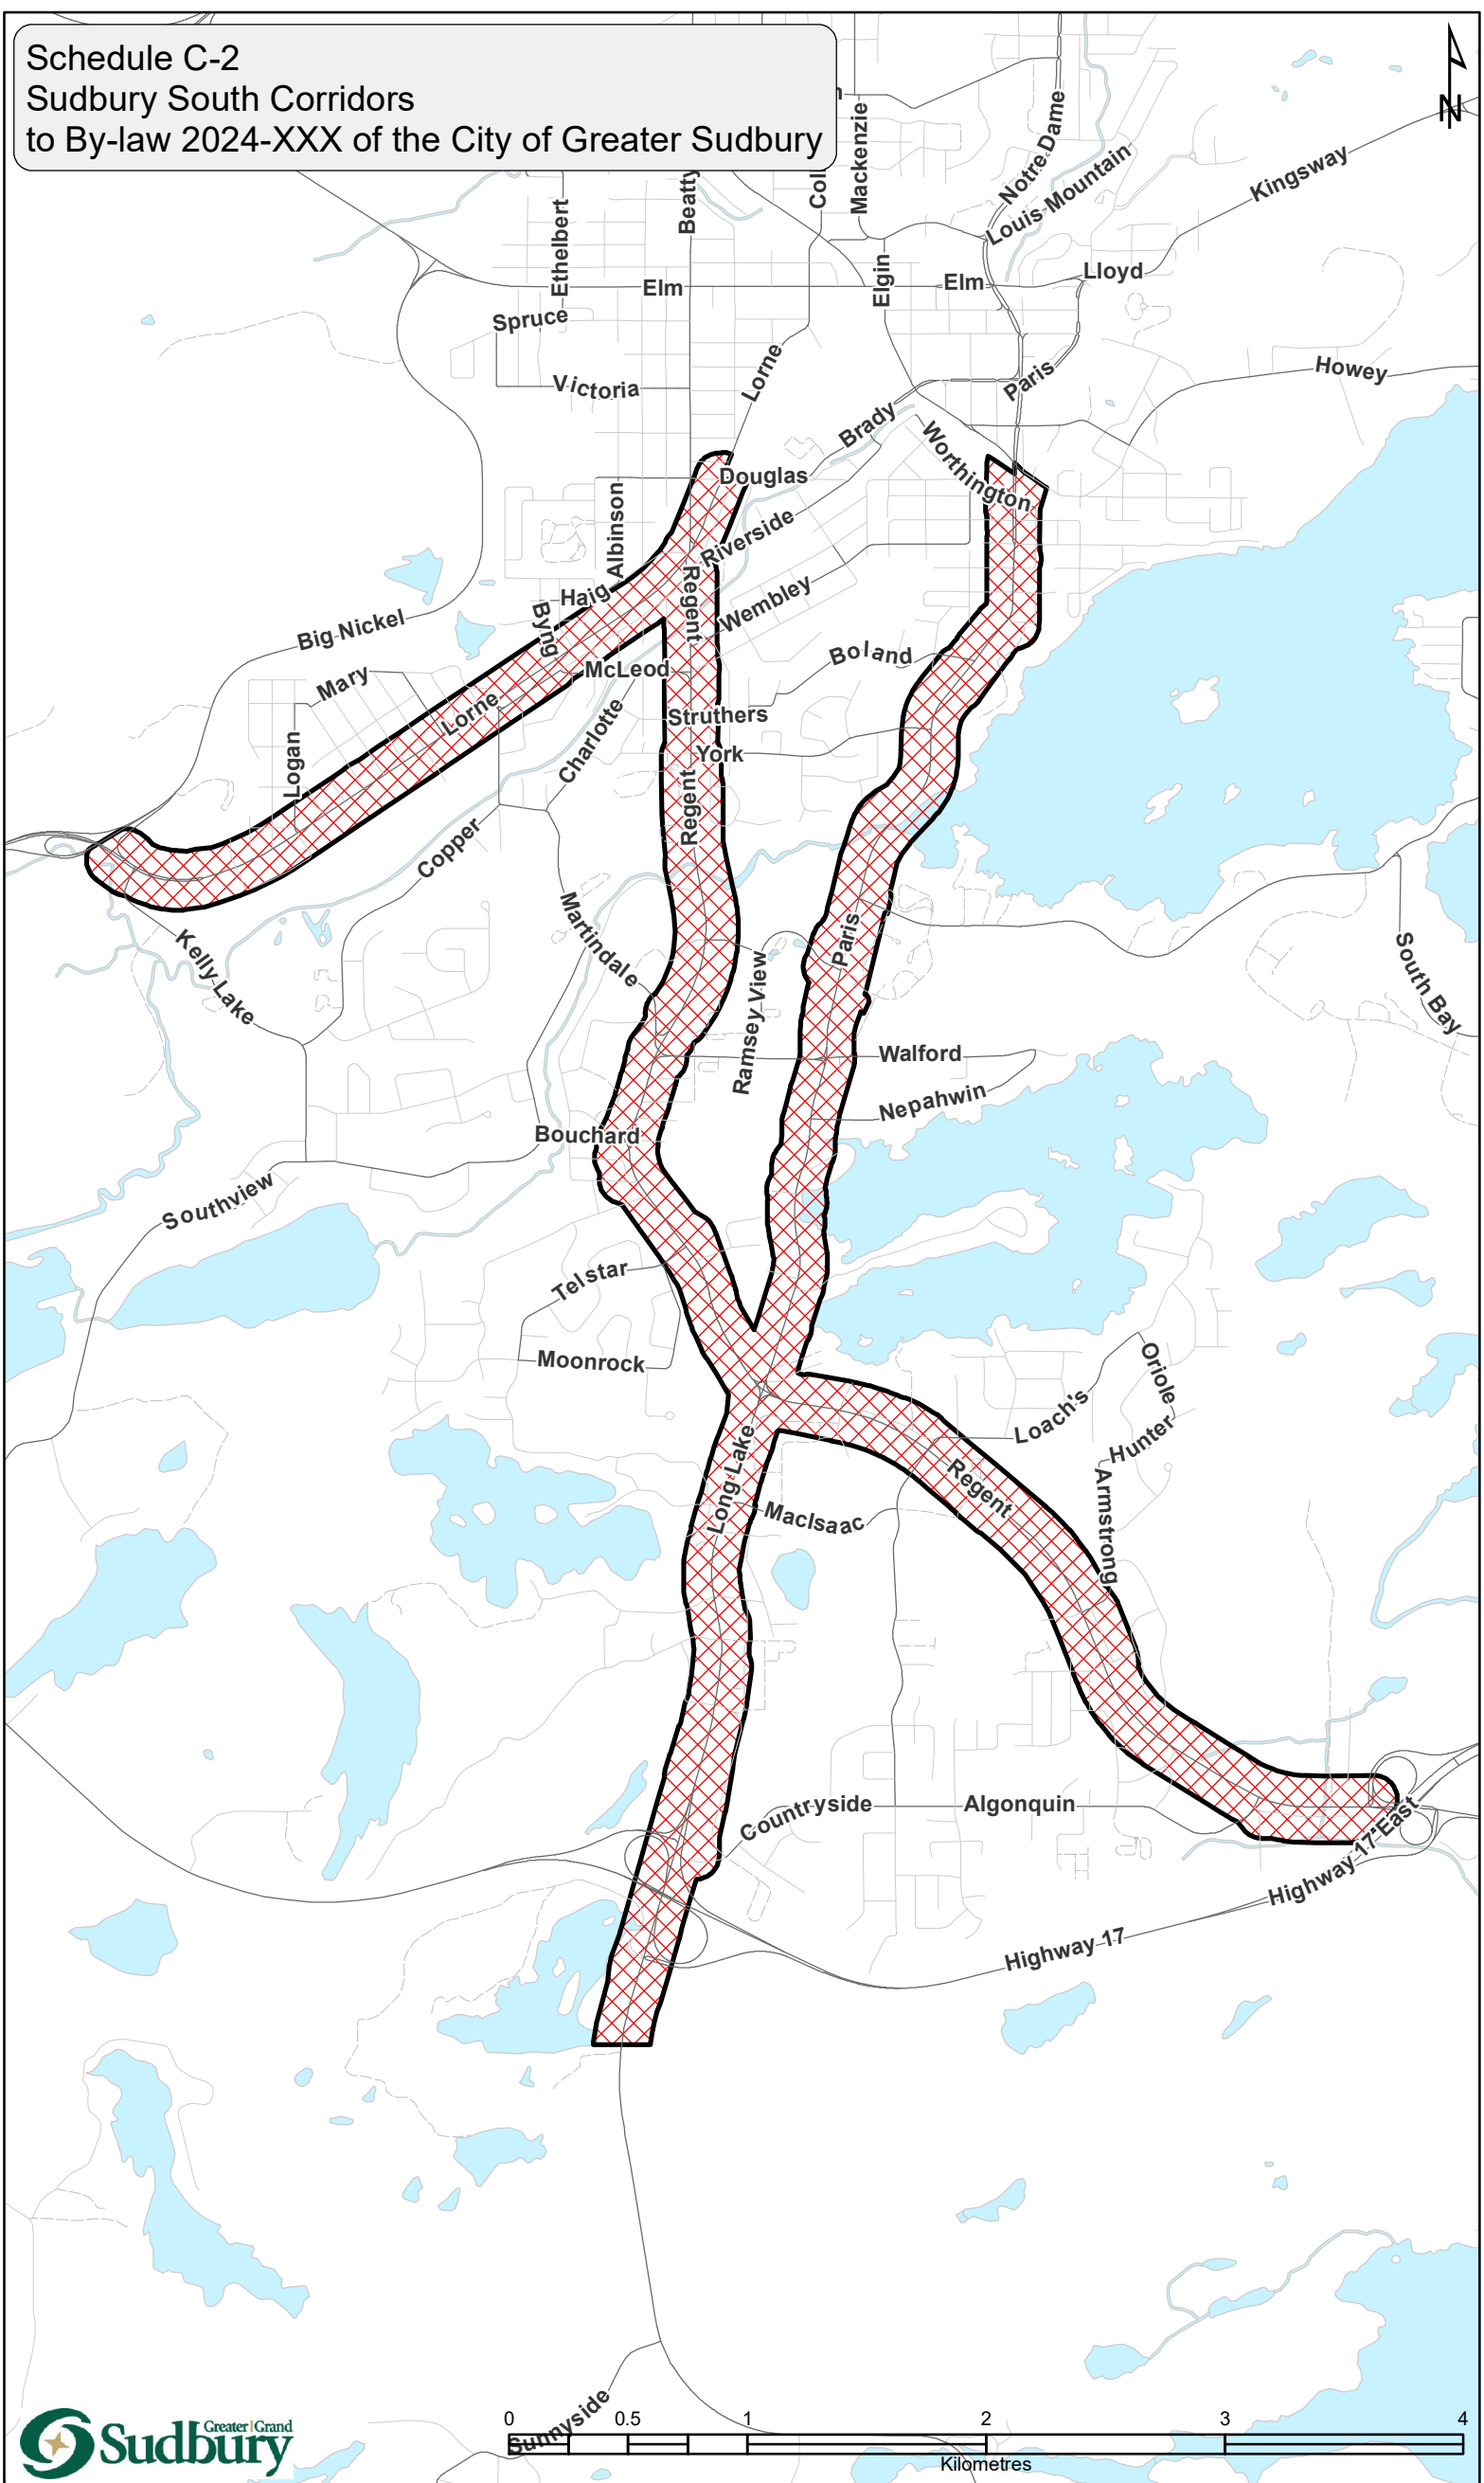 Schedule C-2
Sudbury South Corridors
to By-law 2024-XXX of the City of Greater Sudbury
N
Mackenzie
Notre Dame
Louis Mountain
Kingsway
Beatty
Ethelbert
Elgin
Elm
Elm
Lloyd
Spruce
Victoria
Lorne
Paris
Howey
Brady
Worthington
Douglas
Albinson
Riverside
Regent
Haig
Byng
Wembley
Big Nickel
Boland
McLeod
Mary
Lorne
Struthers
Charlotte
York
Logan
Regent
Copper
Martindale
Paris
Kelly Lake
Ramsey View
South Bay
Walford
Nepahwin
Bouchard
Southview
Telstar
Moonrock
Oriole
Loach's
Hunter
Long Lake
Regent
Armstrong
MacIsaac
Countryside
Algonquin
Highway 17 East
Highway 17
Sunnyside
Greater Grand
Sudbury
0 0.5 1 2 3 4
Kilometres